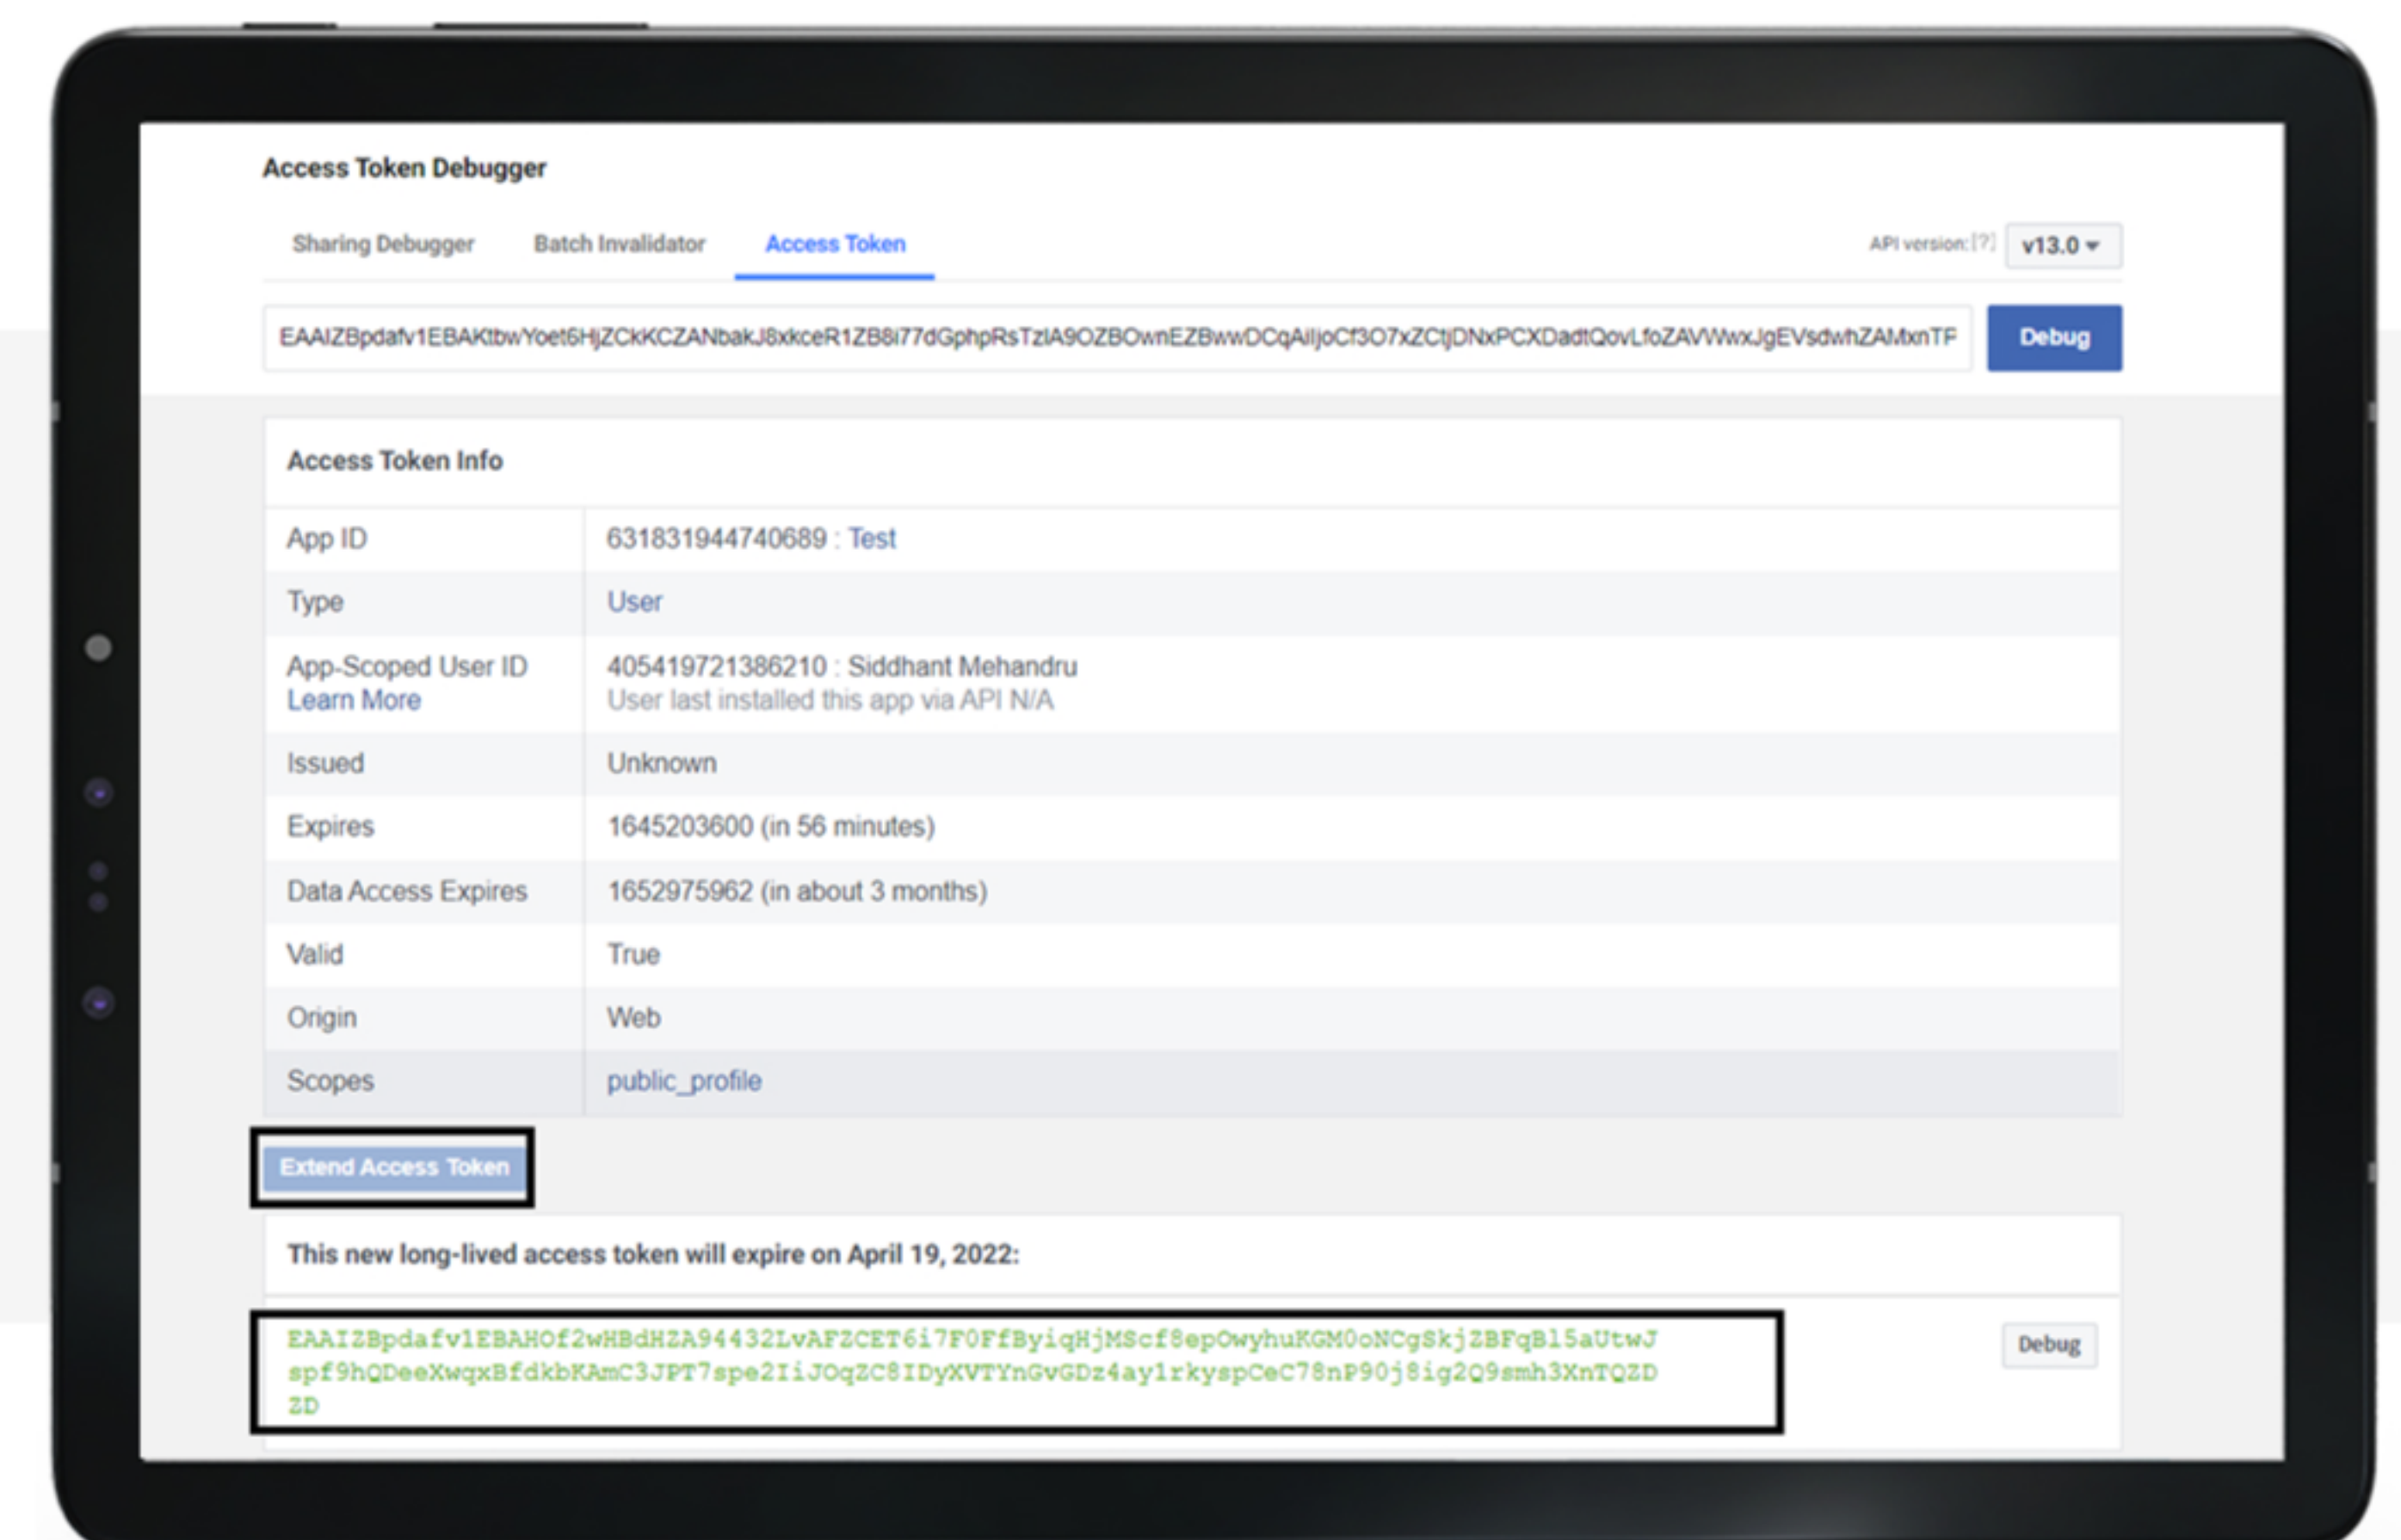 Access Token Debugger
Sharing Debugger Batch Invalidator Access Token API version: [?] v13.0
EAAIZBpdafv1EBAKtbwYoet6HjZCkKCZANbakJ8xkceR1ZB8i77dGphpRsTzIA9OZBOwnEZBwwDCqAiIjoCf3O7xZCtjDNxPCXDadtQovLfoZAVWwxJgEVsdwhZAMxnTP Debug
Access Token Info
App ID 631831944740689 : Test
Type User
App-Scoped User ID 405419721386210 : Siddhant Mehandru
Learn More User last installed this app via API N/A
Issued Unknown
Expires 1645203600 (in 56 minutes)
Data Access Expires 1652975962 (in about 3 months)
Valid True
Origin Web
Scopes public_profile
Extend Access Token
This new long-lived access token will expire on April 19, 2022:
EAAIZBpdafv1EBAHOf2wHBdHZA94432LvAFZCET6i7F0FfByiqHjMScf8epOwyhuKGM0oNCgSkjZBFqBl5aUtwJ Debug
spf9hQDeeXwqxBfdkbKAmC3JPT7spe2IiJOqZC8IDyXVTYnGvGDz4ay1rkyspCeC78nP90j8ig2Q9smh3XnTQZD
ZD